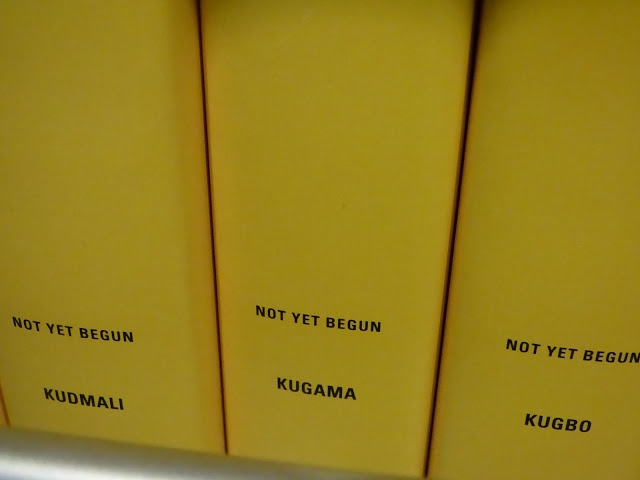 NOT YET BEGUN
KUDMALI
NOT YET BEGUN
KUGAMA
NOT YET BEGUN
KUGBO